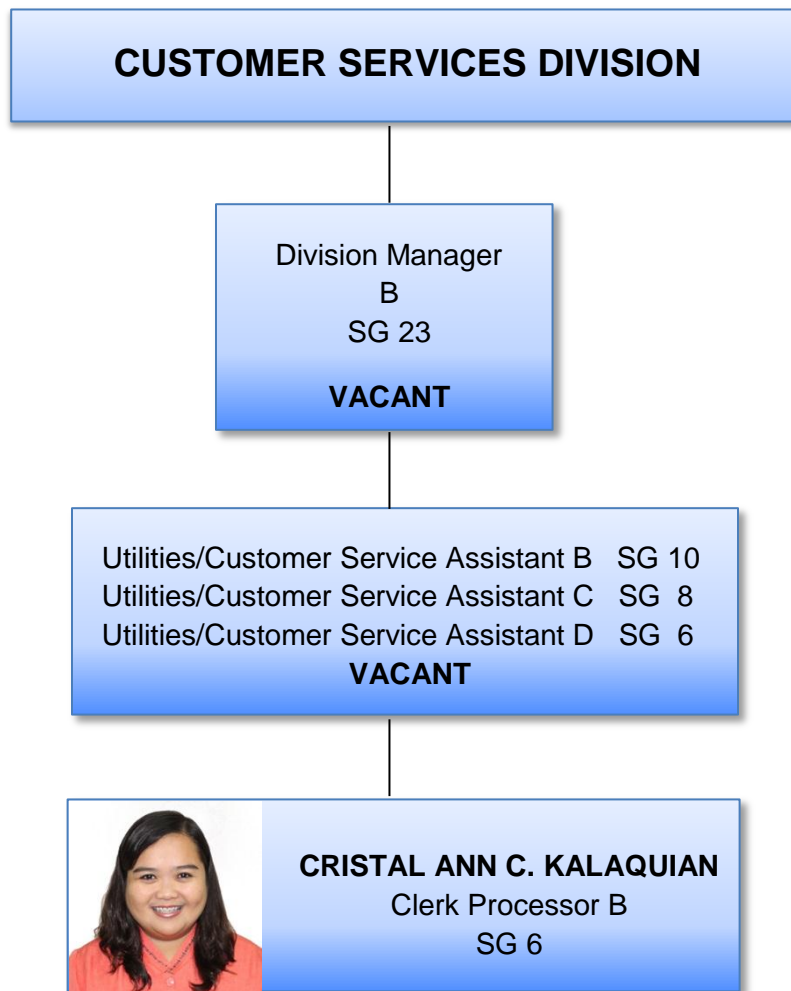 CUSTOMER SERVICES DIVISION
Division Manager
B
SG 23
VACANT
Utilities/Customer Service Assistant B SG 10
Utilities/Customer Service Assistant C SG 8
Utilities/Customer Service Assistant D SG 6
VACANT
CRISTAL ANN C. KALAQUIAN
Clerk Processor B
SG 6